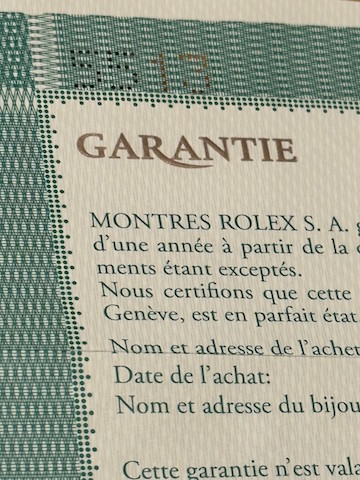 GARANTIE
MONTRES ROLEX S. A.
d'une année à partir de la
ments étant exceptés.
Nous certifions que cette
Genève, est en parfait état
Nom et adresse de l'achet
Date de l'achat:
Nom et adresse du bijou
Cette garantie n'est vala